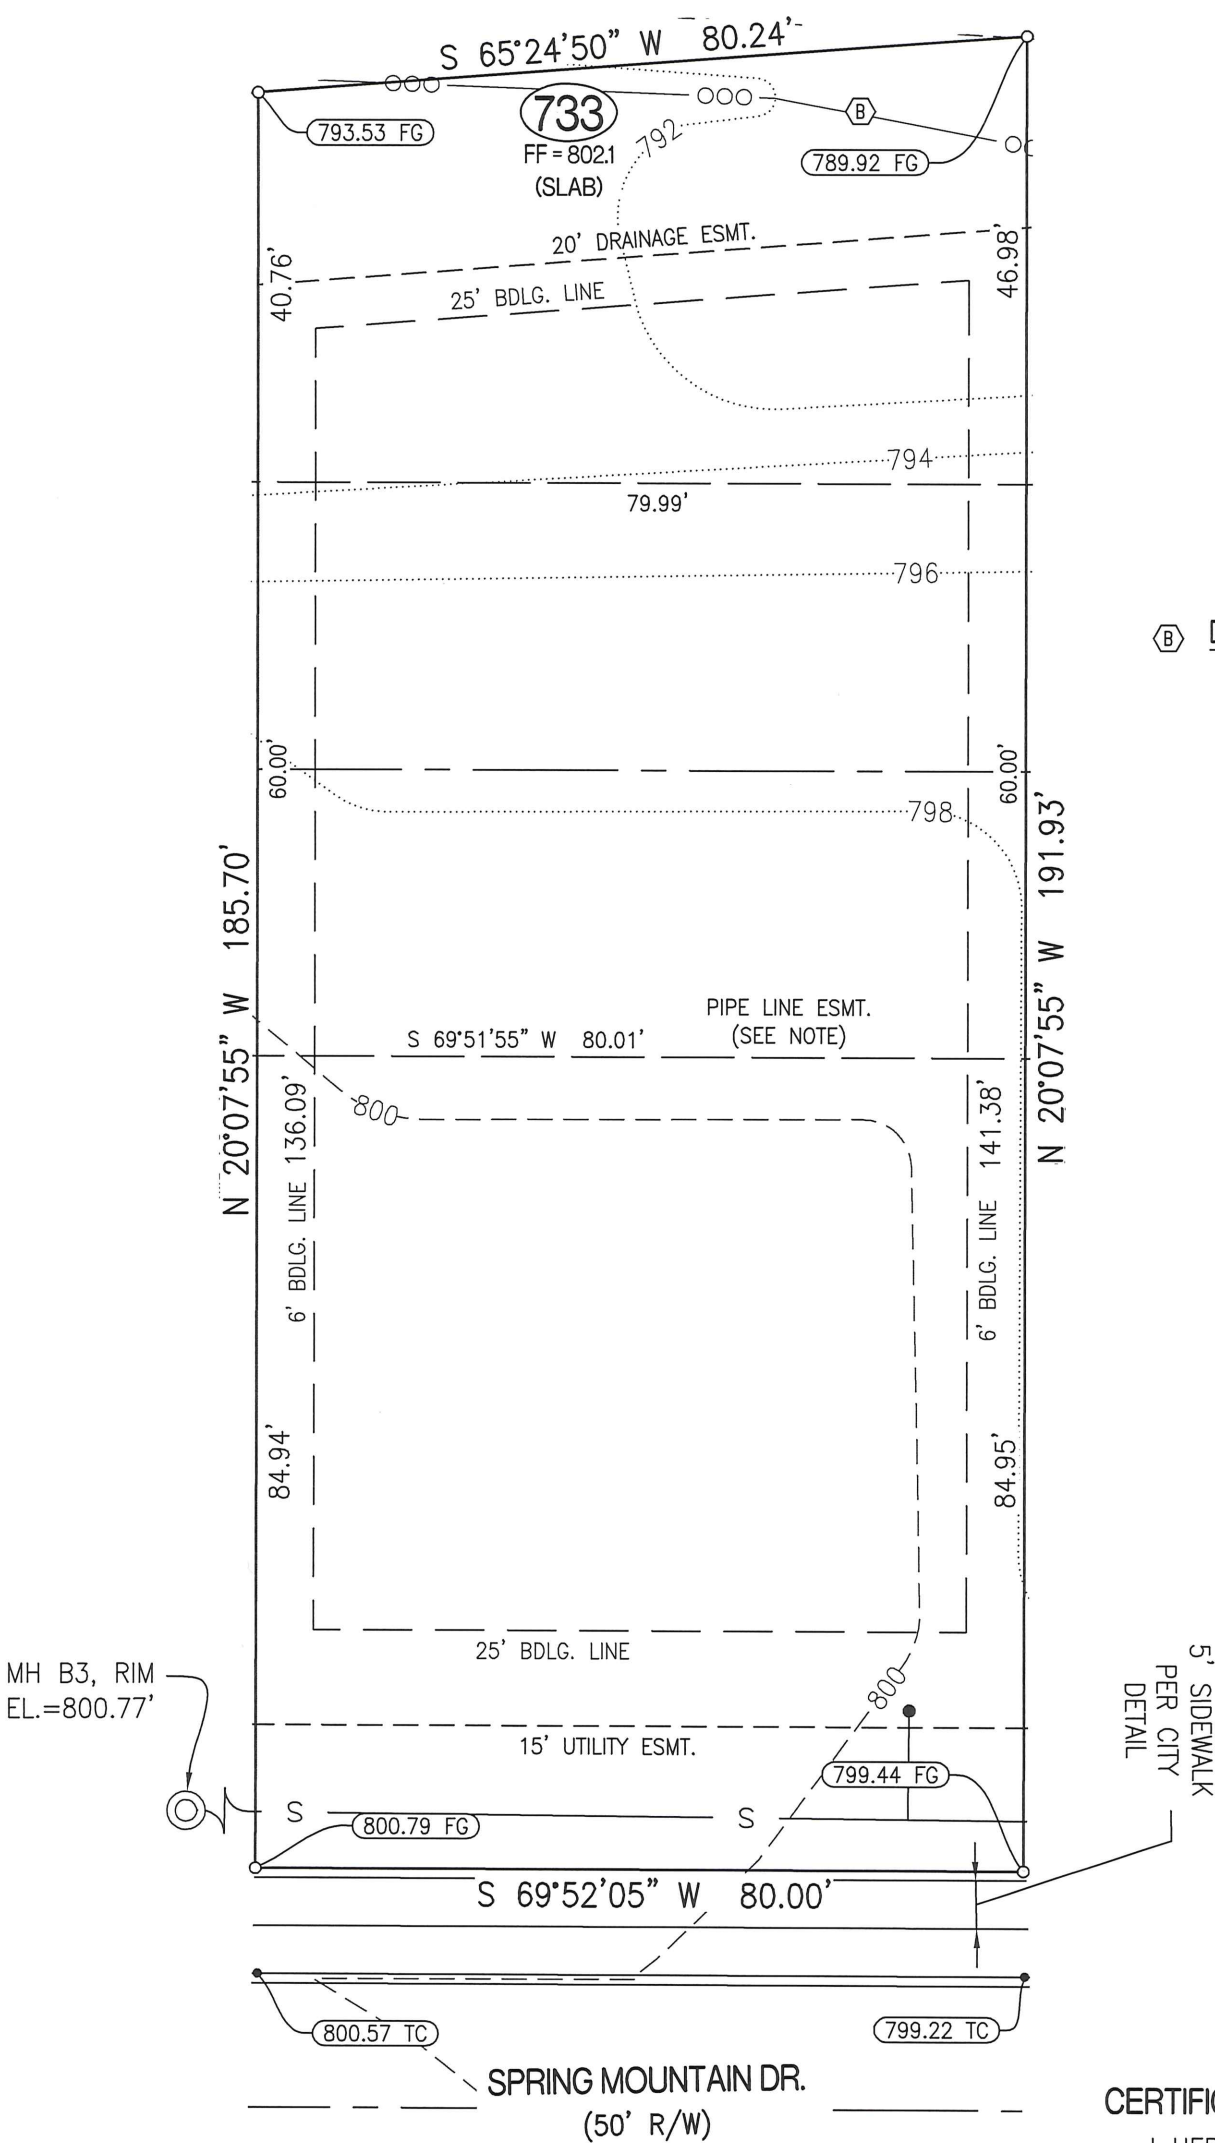 S 65°24'50" W 80.24'
793.53 FG
733
FF = 802.1
(SLAB)
792
B
789.92 FG
40.76'
20' DRAINAGE ESMT.
46.98'
25' BDLG. LINE
794
79.99'
796
B
60.00'
60.00'
798
N 20°07'55" W 185.70'
N 20°07'55" W 191.93'
PIPE LINE ESMT.
(SEE NOTE)
S 69°51'55" W 80.01'
800
6' BDLG. LINE 136.09'
6' BDLG. LINE 141.38'
84.94'
84.95'
25' BDLG. LINE
MH B3, RIM
EL.=800.77'
800
5' SIDEWALK
PER CITY
DETAIL
15' UTILITY ESMT.
799.44 FG
S
S
800.79 FG
S 69°52'05" W 80.00'
800.57 TC
799.22 TC
SPRING MOUNTAIN DR.
(50' R/W)